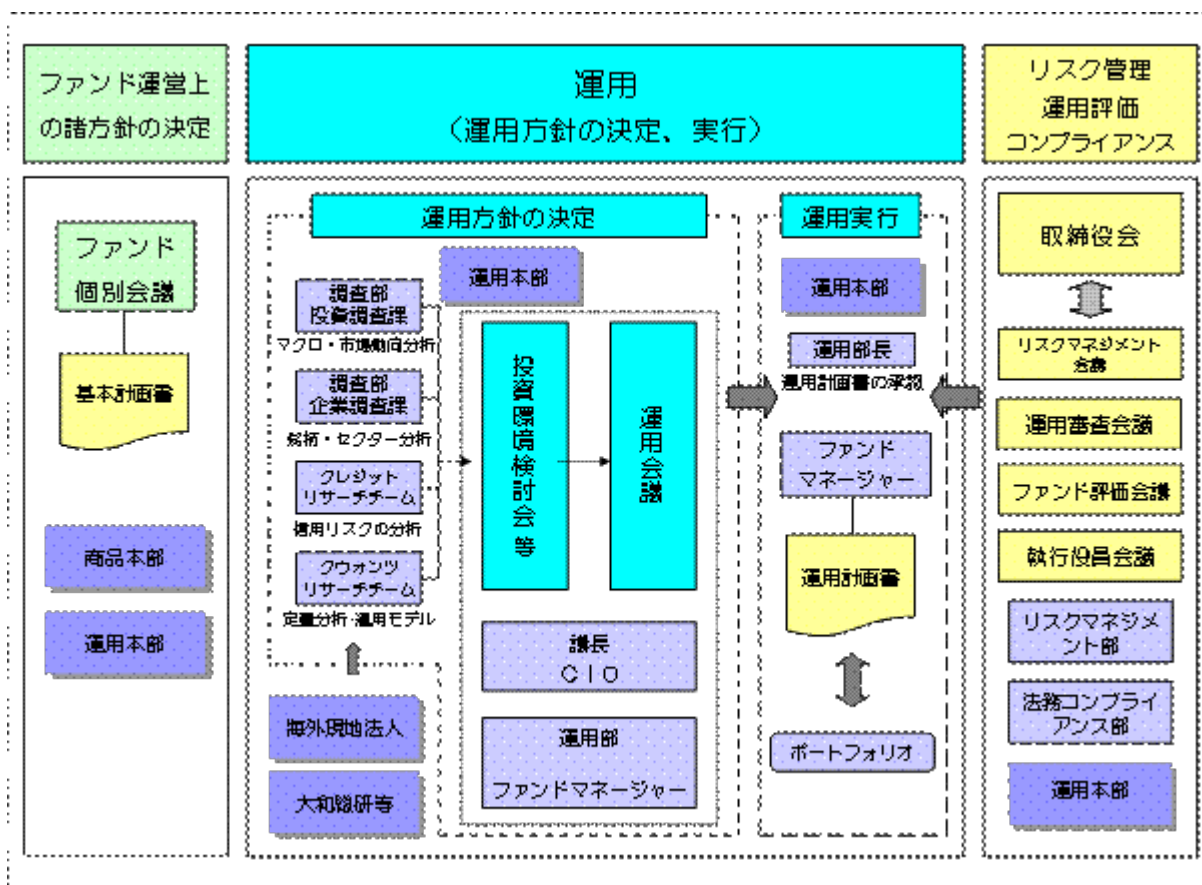 ファンド運営上
の諸方針の決定
運用
（運用方針の決定、実行）
リスク管理
運用評価
コンプライアンス
ファンド
個別会議
基本計画書
商品本部
運用本部
運用方針の決定
運用本部
調査部
投資調査課
マクロ・市場動向分析
調査部
企業調査課
銘柄・セクター分析
クレジット
リサーチチーム
信用リスクの分析
クウォンツ
リサーチチーム
定量分析・運用モデル
海外現地法人
大和総研等
投資環境検討会等
運用会議
議長
ＣＩＯ
運用部
ファンドマネージャー
運用実行
運用本部
運用部長
運用計画書の承認
ファンド
マネージャー
運用計画書
ポートフォリオ
取締役会
リスクマネジメント
会議
運用審査会議
ファンド評価会議
執行役員会議
リスクマネジメ
ント部
法務コンプライ
アンス部
運用本部